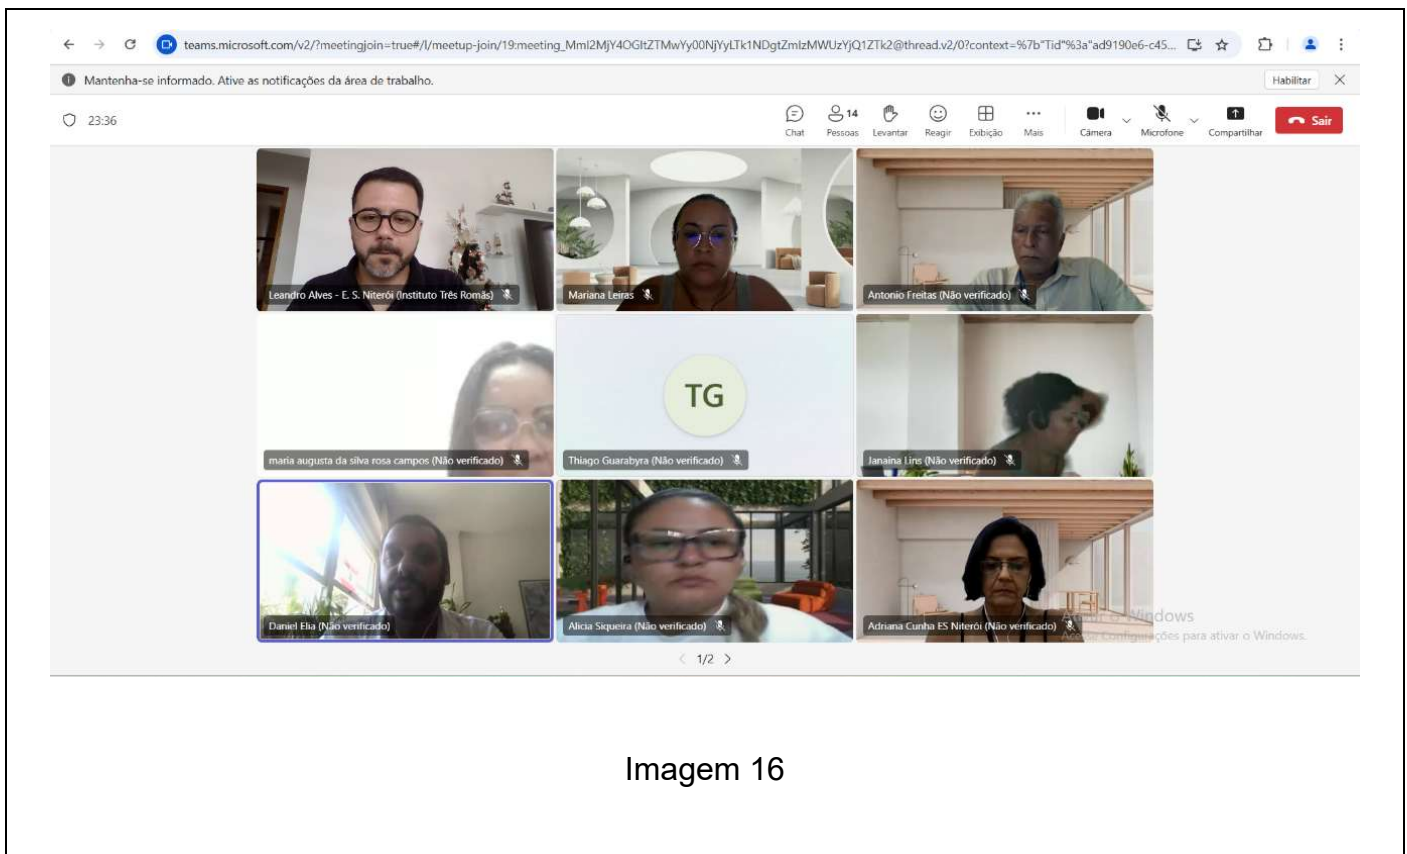 teams.microsoft.com/v2/?meetingjoin=true#/l/meetup-join/19:meeting_MmI2MjY4OGItZTMwYy00NjYyLTk1NDgtZmIzMWUzYjQ1ZTk2@thread.v2/0?context=%7b"Tid"%3a"ad9190e6-c45...
Mantenha-se informado. Ative as notificações da área de trabalho.
Habilitar
23:36
14
Chat Pessoas Levantar Reagir Exibição Mais Câmera Microfone Compartilhar Sair
Leandro Alves - E. S. Niterói (Instituto Três Romãs)
Mariana Leiras
Antonio Freitas (Não verificado)
TG
maria augusta da silva rosa campos (Não verificado)
Thiago Guarabyra (Não verificado)
Janaina Lins (Não verificado)
Daniel Elia (Não verificado)
Alicia Siqueira (Não verificado)
Adriana Cunha ES Niterói (Não verificado)
Windows
para ativar o Windows.
1/2
Imagem 16